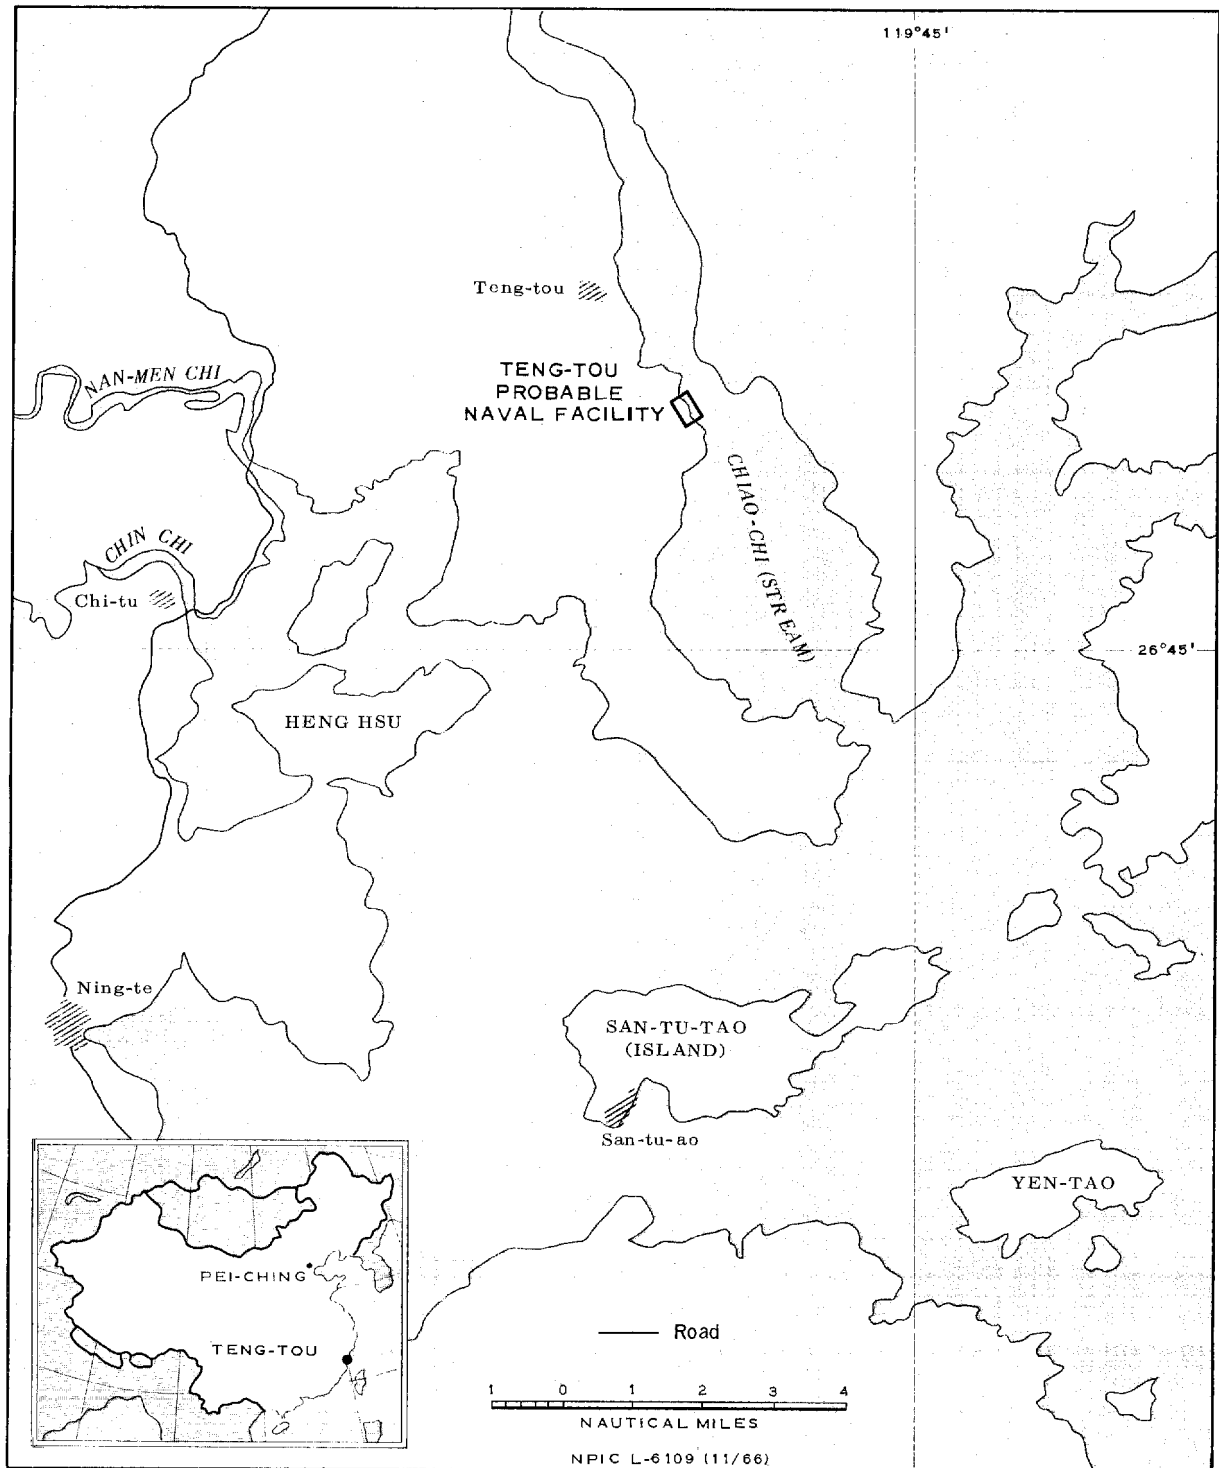 119°45'
Teng-tou
TENG-TOU
PROBABLE
NAVAL FACILITY
NAN-MEN CHI
CHIAO-CHI (STREAM)
CHIN CHI
Chi-tu
26°45'
HENG HSU
Ning-te
SAN-TU-TAO
(ISLAND)
San-tu-ao
YEN-TAO
PEI-CHING
TENG-TOU
Road
1 0 1 2 3 4
NAUTICAL MILES
NPIC L-6109 (11/66)